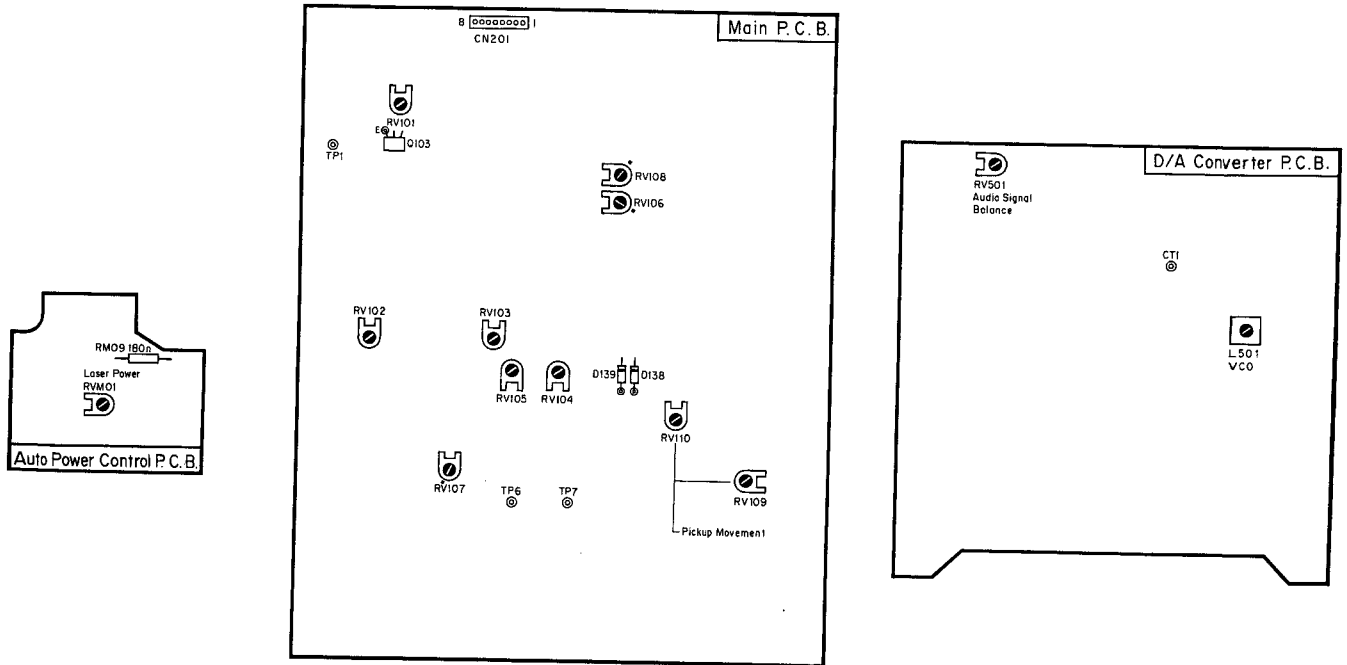 RM09 180Ω
Laser Power
RVM01
Auto Power Control P.C.B.
Main P.C.B.
8 1
CN201
RV101
E
Q103
TP1
RV108
RV106
RV102
RV103
RV105
RV104
D139
D138
RV110
RV107
TP6
TP7
RV109
Pickup Movement
D/A Converter P.C.B.
RV501
Audio Signal
Balance
CT1
L501
VCO